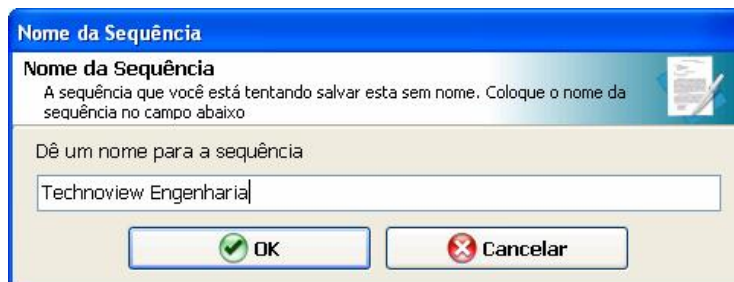 Nome da Sequência
Nome da Sequência
A sequência que você está tentando salvar esta sem nome. Coloque o nome da
sequência no campo abaixo
Dê um nome para a sequência
Technoview Engenharia
OK
Cancelar